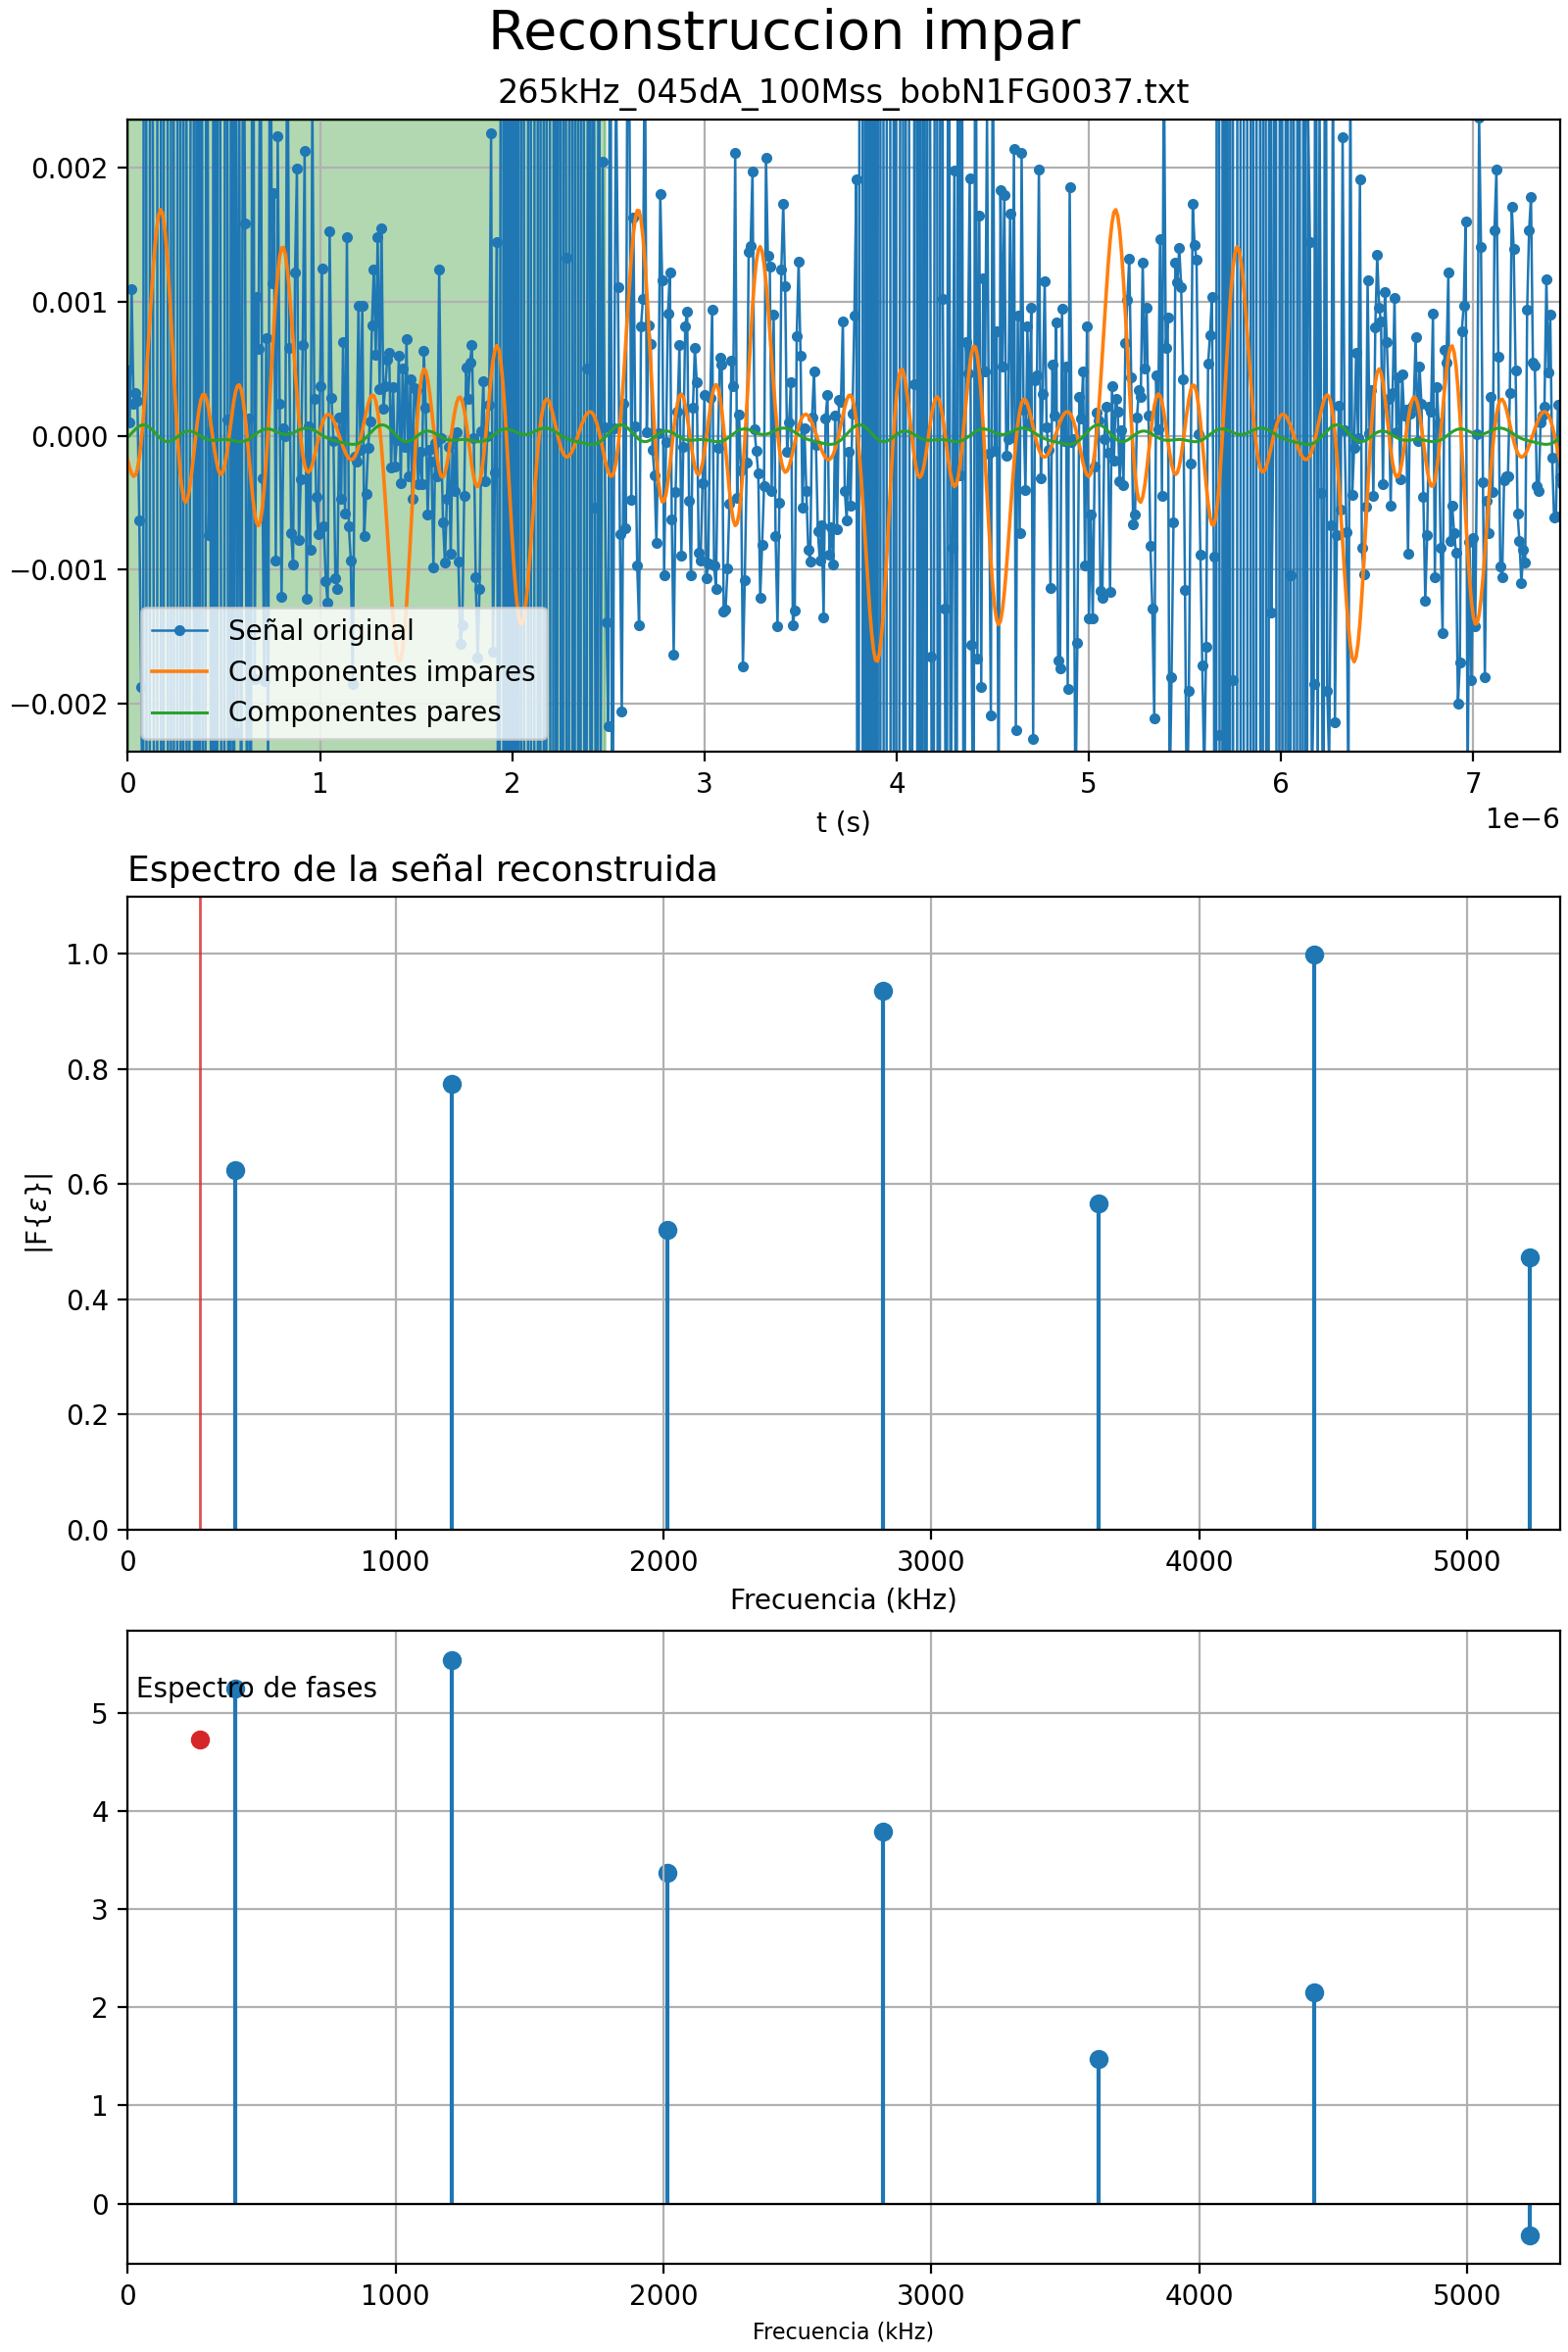 Reconstruccion impar
265kHz_045dA_100Mss_bobN1FG0037.txt
0.002
0.001
0.000
−0.001
−0.002
Señal original
Componentes impares
Componentes pares
0 1 2 3 4 5 6 7
1e−6
t (s)
Espectro de la señal reconstruida
1.0
0.8
0.6
0.4
0.2
0.0
|F{ε}|
0 1000 2000 3000 4000 5000
Frecuencia (kHz)
Espectro de fases
5
4
3
2
1
0
0 1000 2000 3000 4000 5000
Frecuencia (kHz)